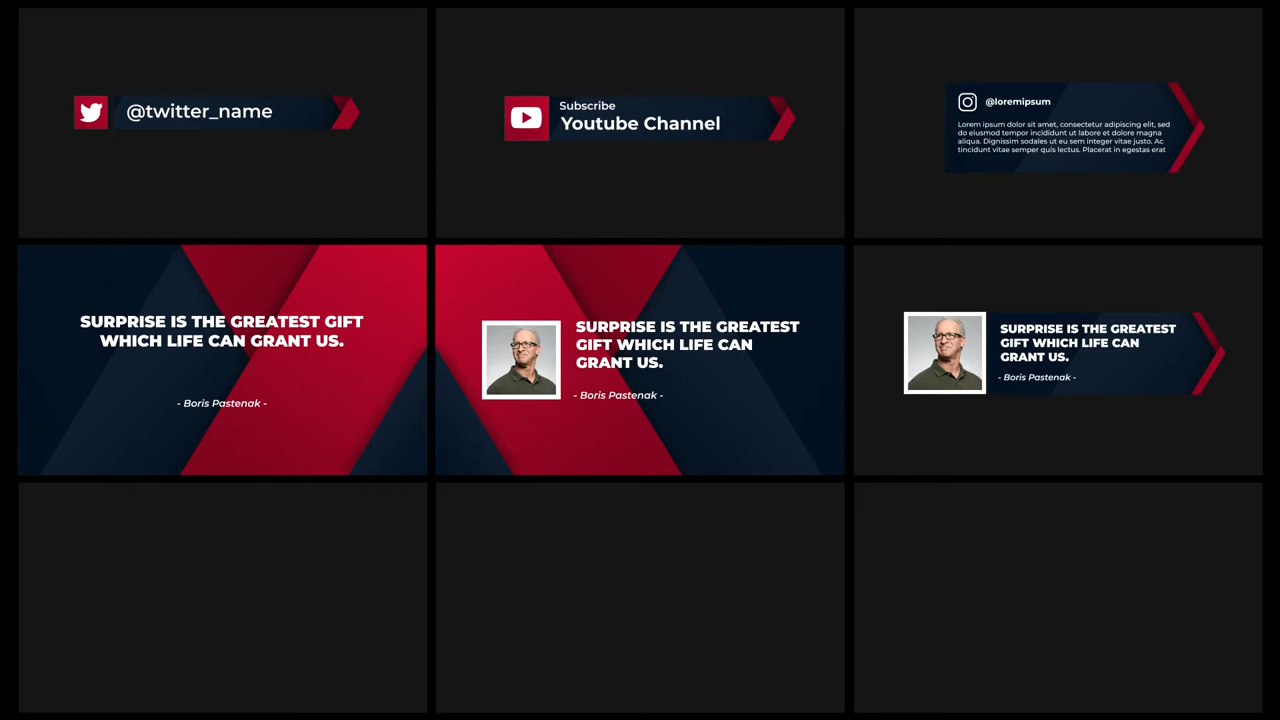 @twitter_name
Subscribe
Youtube Channel
@loremipsum
Lorem ipsum dolor sit amet, consectetur adipiscing elit, sed
do eiusmod tempor incididunt ut labore et dolore magna
aliqua. Dignissim sodales ut eu sem integer vitae justo. Ac
tincidunt vitae semper quis lectus. Placerat in egestas erat
SURPRISE IS THE GREATEST GIFT
WHICH LIFE CAN GRANT US.
- Boris Pastenak -
SURPRISE IS THE GREATEST
GIFT WHICH LIFE CAN
GRANT US.
- Boris Pastenak -
SURPRISE IS THE GREATEST
GIFT WHICH LIFE CAN
GRANT US.
- Boris Pastenak -